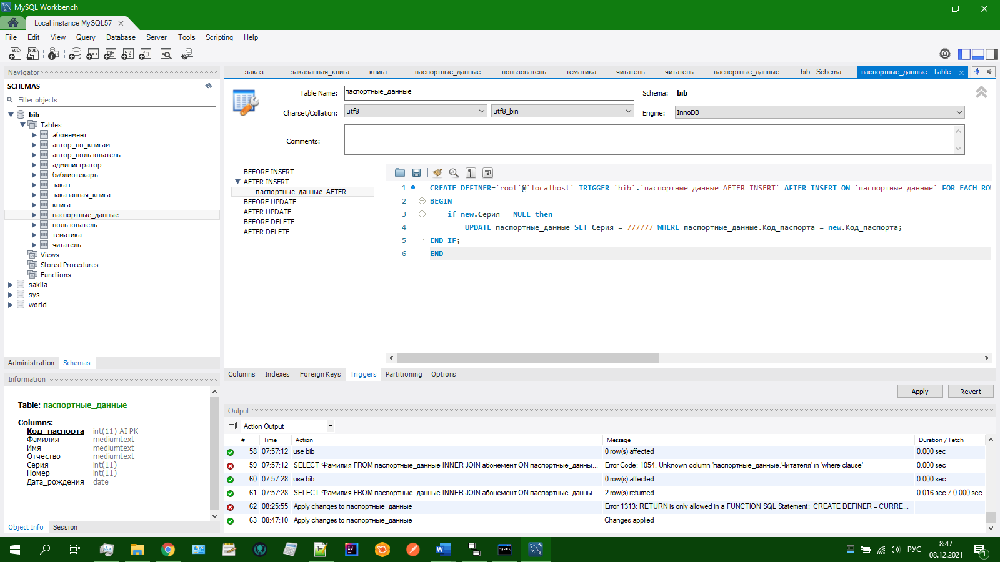 MySQL Workbench
Local instance MySQL57
File Edit View Query Database Server Tools Scripting Help
Navigator
SCHEMAS
Filter objects
bib
Tables
абонемент
автор_по_книгам
автор_пользователь
администратор
библиотекарь
заказ
заказанная_книга
книга
паспортные_данные
пользователь
тематика
читатель
Views
Stored Procedures
Functions
sakila
sys
world
Administration Schemas
Information
Table: паспортные_данные
Columns:
Код_паспорта int(11) AI PK
Фамилия mediumtext
Имя mediumtext
Отчество mediumtext
Серия int(11)
Номер int(11)
Дата_рождения date
Object Info Session
заказ заказанная_книга книга паспортные_данные пользователь тематика читатель читатель паспортные_данные bib - Schema паспортные_данные - Table
Table Name: паспортные_данные Schema: bib
Charset/Collation: utf8 utf8_bin Engine: InnoDB
Comments:
BEFORE INSERT
AFTER INSERT
паспортные_данные_AFTER...
BEFORE UPDATE
AFTER UPDATE
BEFORE DELETE
AFTER DELETE
1 CREATE DEFINER=`root`@`localhost` TRIGGER `bib`.`паспортные_данные_AFTER_INSERT` AFTER INSERT ON `паспортные_данные` FOR EACH ROW
2 BEGIN
3 if new.Серия = NULL then
4 UPDATE паспортные_данные SET Серия = 777777 WHERE паспортные_данные.Код_паспорта = new.Код_паспорта;
5 END IF;
6 END
Columns Indexes Foreign Keys Triggers Partitioning Options
Apply Revert
Output
Action Output
# Time Action Message Duration / Fetch
58 07:57:12 use bib 0 row(s) affected 0.000 sec
59 07:57:12 SELECT Фамилия FROM паспортные_данные INNER JOIN абонемент ON паспортные_данны... Error Code: 1054. Unknown column 'паспортные_данные.Читателя' in 'where clause' 0.000 sec
60 07:57:28 use bib 0 row(s) affected 0.000 sec
61 07:57:28 SELECT Фамилия FROM паспортные_данные INNER JOIN абонемент ON паспортные_данны... 2 row(s) returned 0.016 sec / 0.000 sec
62 08:25:55 Apply changes to паспортные_данные Error 1313: RETURN is only allowed in a FUNCTION SQL Statement: CREATE DEFINER = CURRE...
63 08:47:10 Apply changes to паспортные_данные Changes applied
РУС
8:47
08.12.2021
1